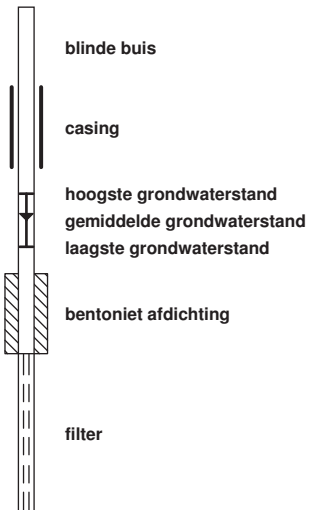 blinde buis
casing
hoogste grondwaterstand
gemiddelde grondwaterstand
laagste grondwaterstand
bentoniet afdichting
filter